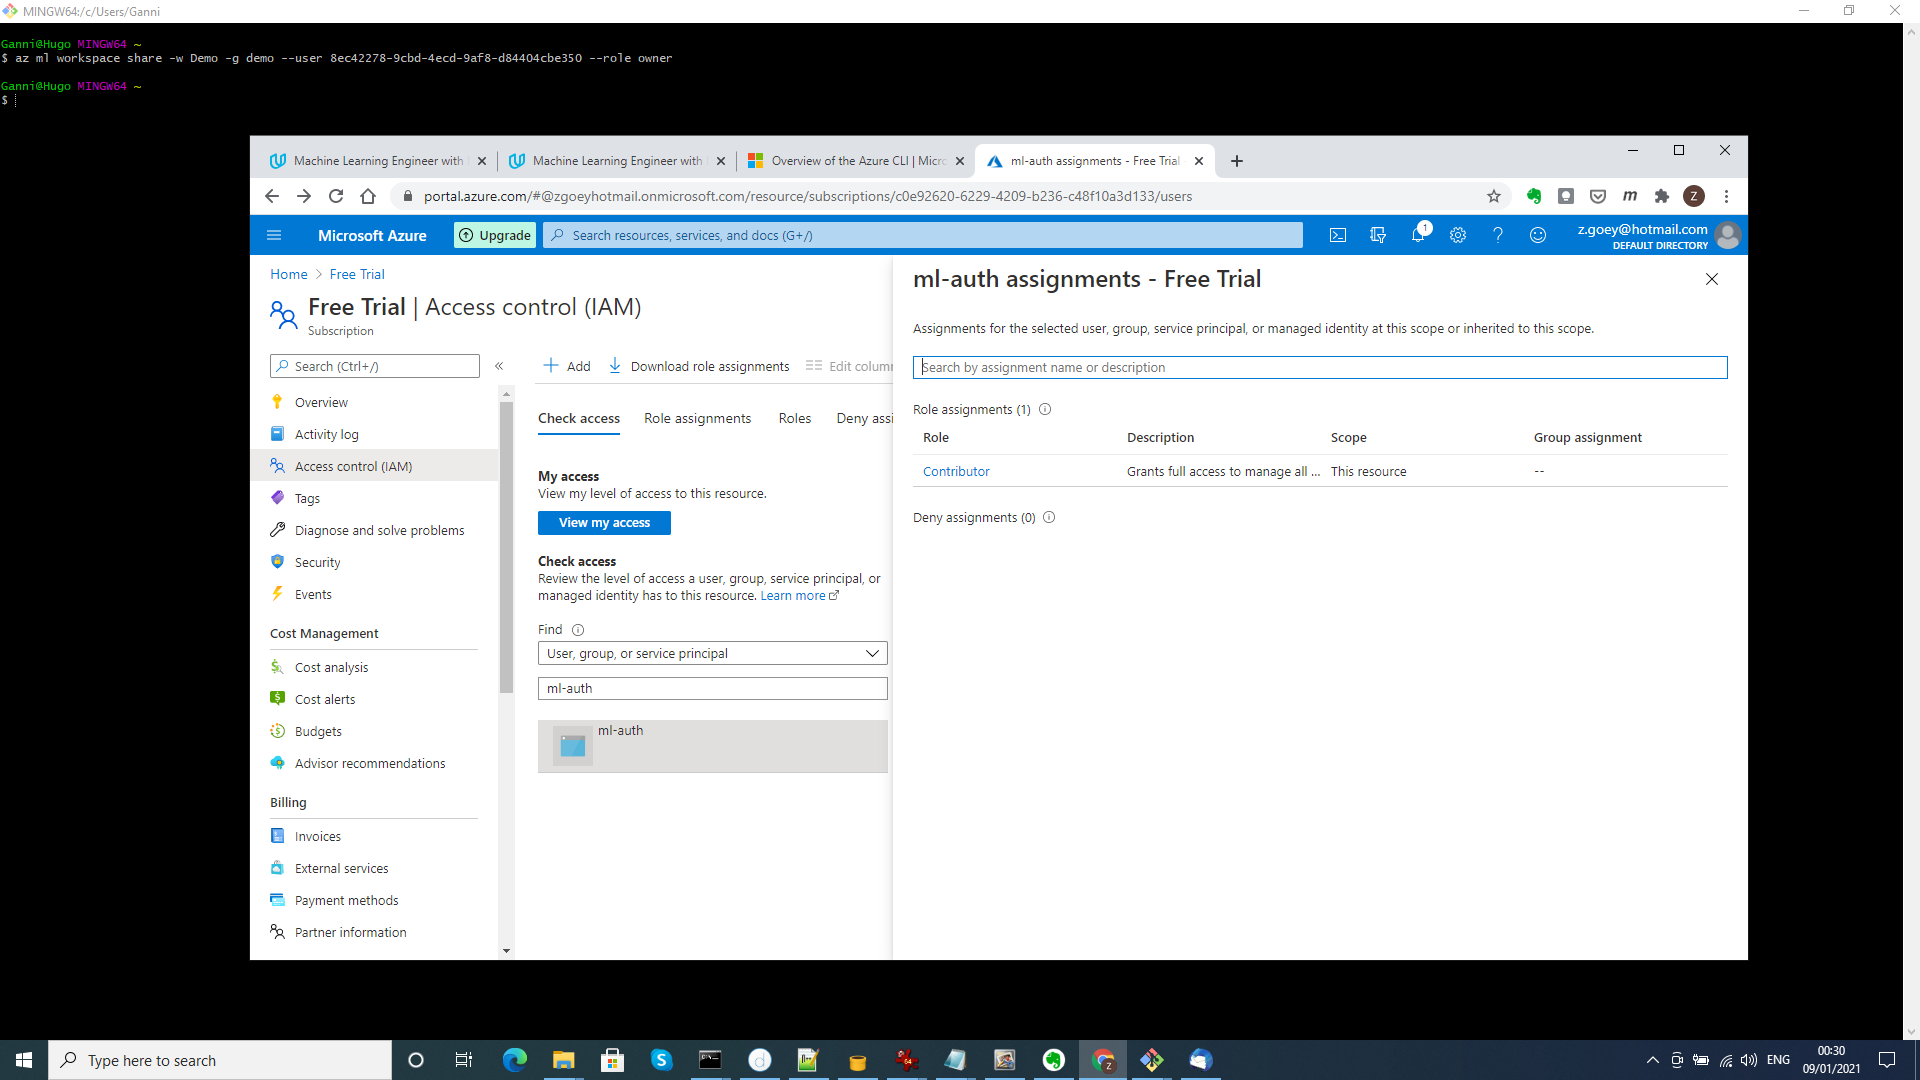 MINGW64:/c/Users/Ganni
Ganni@Hugo MINGW64 ~
$ az ml workspace share -w Demo -g demo --user 8ec42278-9cbd-4ecd-9af8-d84404cbe350 --role owner
Ganni@Hugo MINGW64 ~
$
Machine Learning Engineer with
Machine Learning Engineer with
Overview of the Azure CLI | Micro
ml-auth assignments - Free Trial
portal.azure.com/#@zgoeyhotmail.onmicrosoft.com/resource/subscriptions/c0e92620-6229-4209-b236-c48f10a3d133/users
m
Z
Microsoft Azure
Upgrade
Search resources, services, and docs (G+/)
1
z.goey@hotmail.com
DEFAULT DIRECTORY
Home > Free Trial
Free Trial | Access control (IAM)
Subscription
Search (Ctrl+/)
«
Overview
Activity log
Access control (IAM)
Tags
Diagnose and solve problems
Security
Events
Cost Management
Cost analysis
Cost alerts
Budgets
Advisor recommendations
Billing
Invoices
External services
Payment methods
Partner information
Add
Download role assignments
Edit column
Check access
Role assignments
Roles
Deny assi
My access
View my level of access to this resource.
View my access
Check access
Review the level of access a user, group, service principal, or
managed identity has to this resource. Learn more
Find
User, group, or service principal
ml-auth
ml-auth
ml-auth assignments - Free Trial
Assignments for the selected user, group, service principal, or managed identity at this scope or inherited to this scope.
Search by assignment name or description
Role assignments (1)
Role Description Scope Group assignment
Contributor Grants full access to manage all ... This resource --
Deny assignments (0)
Type here to search
64
z
ENG
00:30
09/01/2021